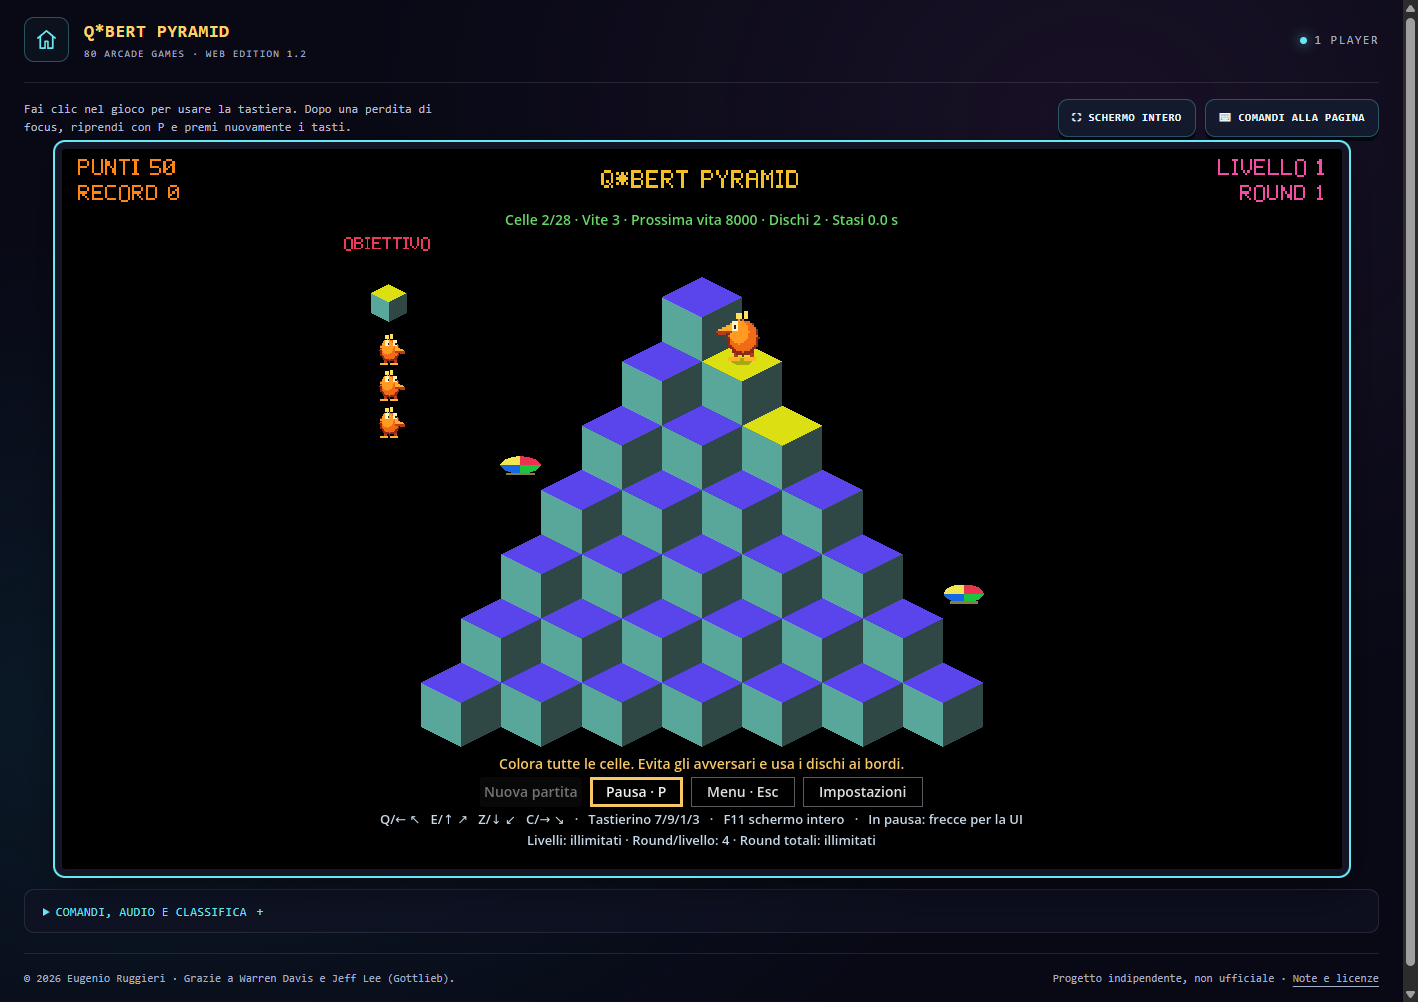 Q*BERT PYRAMID
80 ARCADE GAMES · WEB EDITION 1.2
1 PLAYER
Fai clic nel gioco per usare la tastiera. Dopo una perdita di
focus, riprendi con P e premi nuovamente i tasti.
SCHERMO INTERO
COMANDI ALLA PAGINA
PUNTI 50
RECORD 0
Q*BERT PYRAMID
LIVELLO 1
ROUND 1
Celle 2/28 · Vite 3 · Prossima vita 8000 · Dischi 2 · Stasi 0.0 s
OBIETTIVO
Colora tutte le celle. Evita gli avversari e usa i dischi ai bordi.
Nuova partita
Pausa · P
Menu · Esc
Impostazioni
Q/← ↖ E/↑ ↗ Z/↓ ↙ C/→ ↘ · Tastierino 7/9/1/3 · F11 schermo intero · In pausa: frecce per la UI
Livelli: illimitati · Round/livello: 4 · Round totali: illimitati
▶ COMANDI, AUDIO E CLASSIFICA +
© 2026 Eugenio Ruggieri · Grazie a Warren Davis e Jeff Lee (Gottlieb).
Progetto indipendente, non ufficiale · Note e licenze